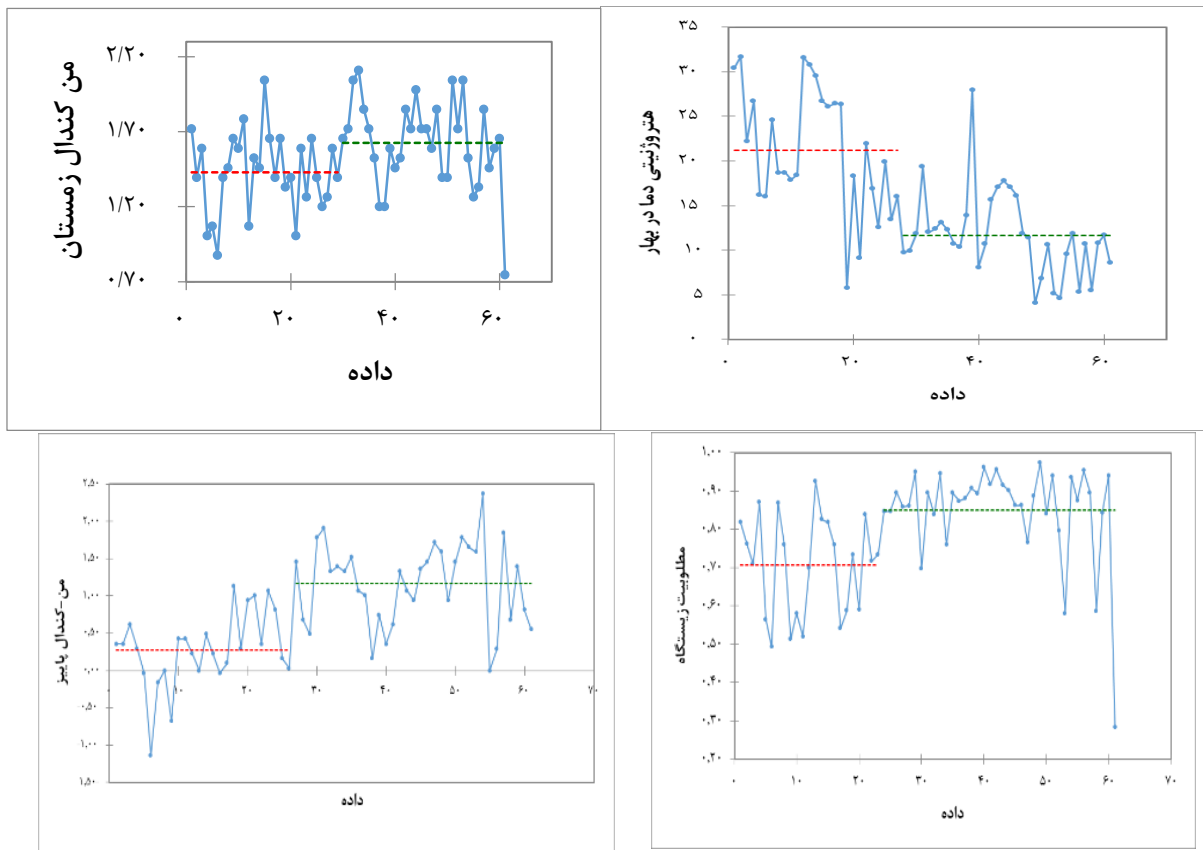 من کندال زمستان
۲/۲۰
۱/۷۰
۱/۲۰
۰/۷۰
۰ ۲۰ ۴۰ ۶۰
داده
هتروژنیتی دما در بهار
۳۵
۳۰
۲۵
۲۰
۱۵
۱۰
۵
۰
۰ ۲۰ ۴۰ ۶۰
داده
من-کندال پاییز
۲٫۵۰
۲٫۰۰
۱٫۵۰
۱٫۰۰
۰٫۵۰
۰٫۰۰
۰٫۵۰
۱٫۰۰
۱٫۵۰
۰ ۱۰ ۲۰ ۳۰ ۴۰ ۵۰ ۶۰ ۷۰
داده
مطلوبیت زیستگاه
۱٫۰۰
۰٫۹۰
۰٫۸۰
۰٫۷۰
۰٫۶۰
۰٫۵۰
۰٫۴۰
۰٫۳۰
۰٫۲۰
۰ ۱۰ ۲۰ ۳۰ ۴۰ ۵۰ ۶۰ ۷۰
داده